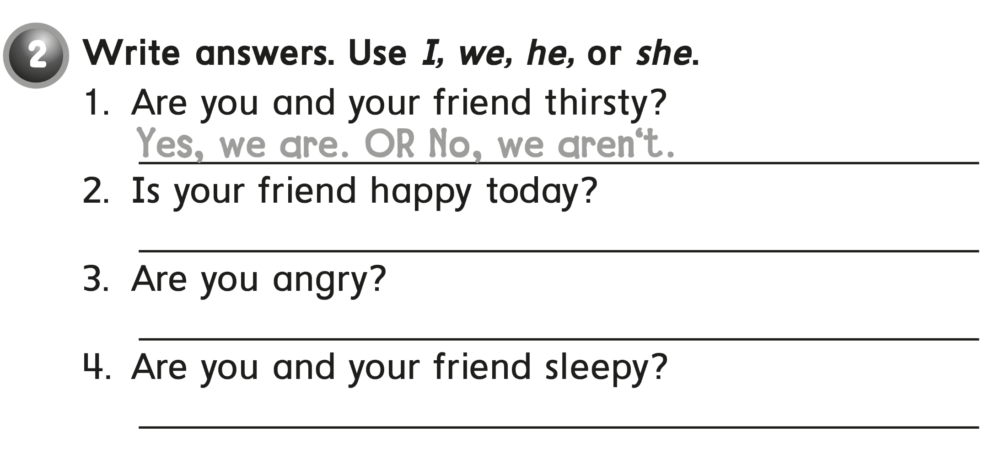 2 Write answers. Use I, we, he, or she.
1. Are you and your friend thirsty?
Yes, we are. OR No, we aren‘t.
2. Is your friend happy today?
3. Are you angry?
4. Are you and your friend sleepy?